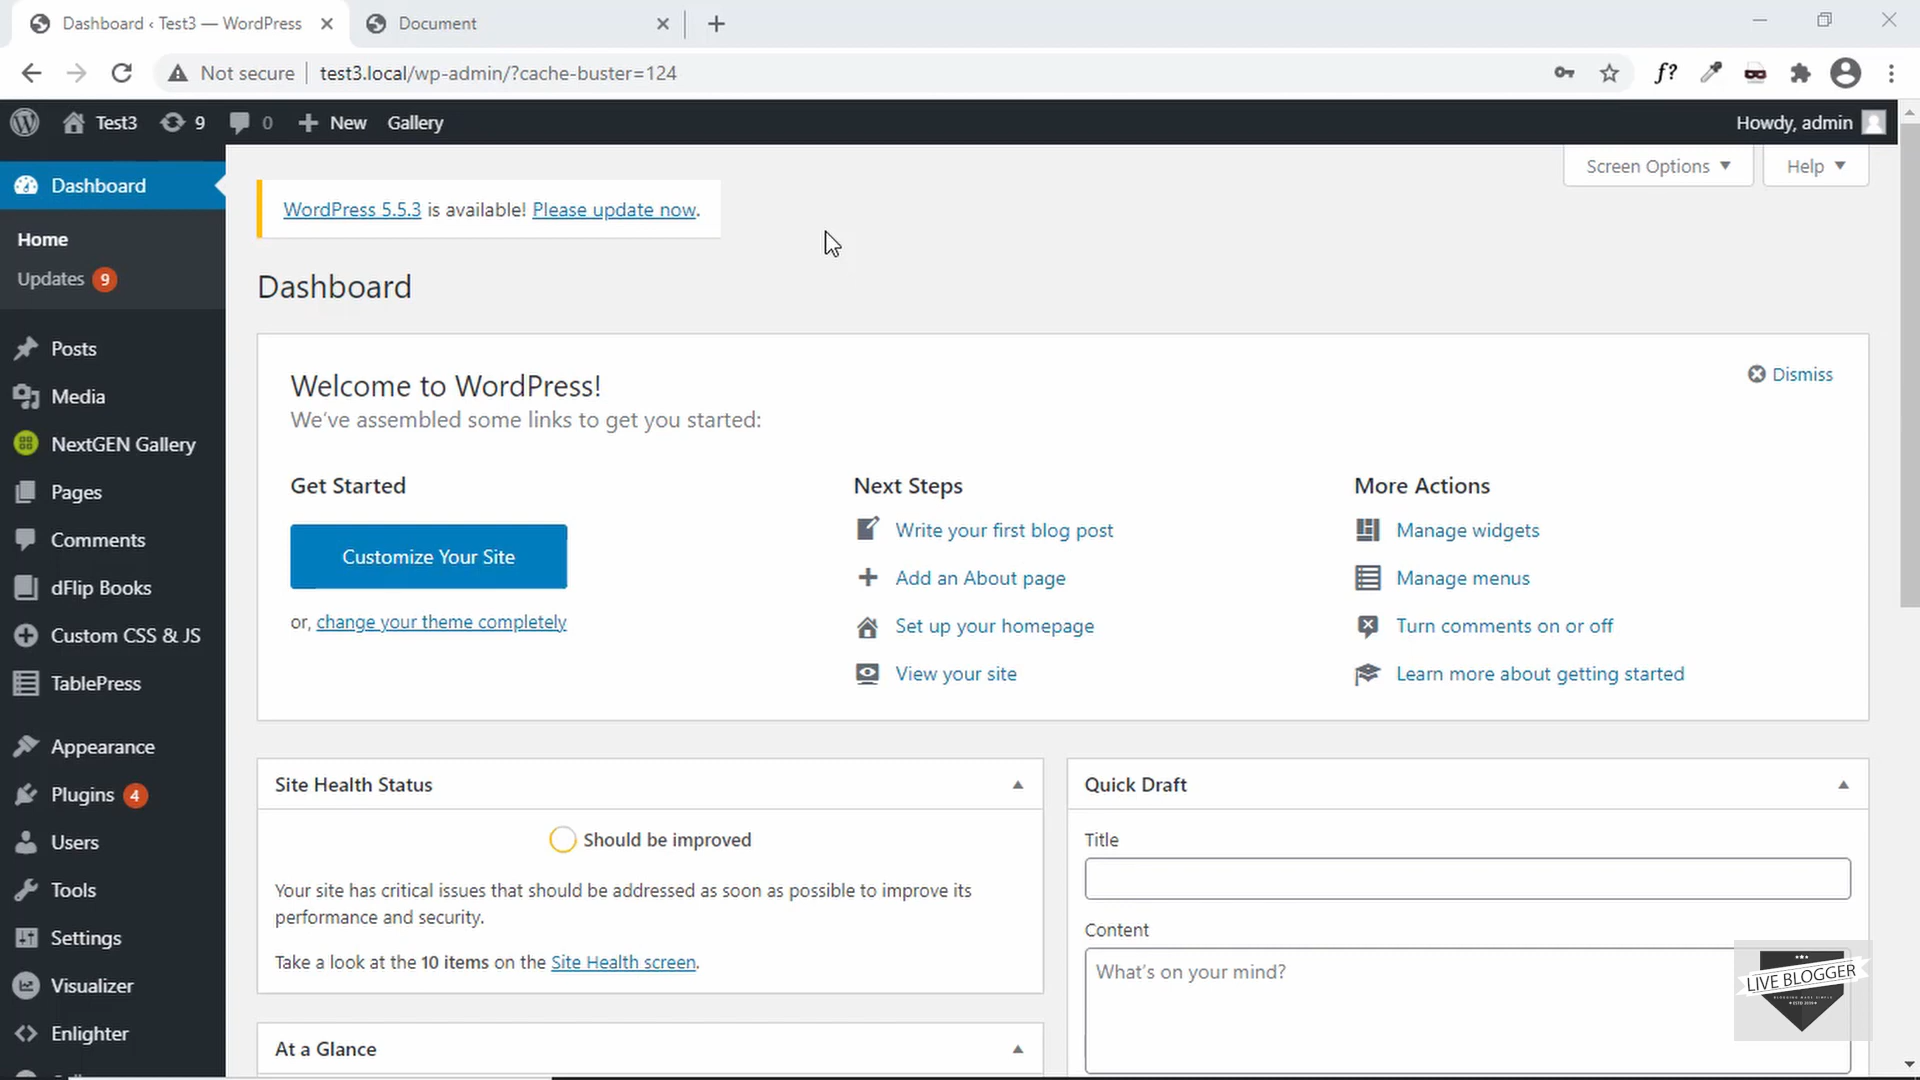 Dashboard ‹ Test3 — WordPress
Document
Not secure
test3.local/wp-admin/?cache-buster=124
f?
Test3
9
0
New
Gallery
Howdy, admin
Dashboard
Home
Updates 9
Posts
Media
NextGEN Gallery
Pages
Comments
dFlip Books
Custom CSS & JS
TablePress
Appearance
Plugins 4
Users
Tools
Settings
Visualizer
Enlighter
Screen Options
Help
WordPress 5.5.3 is available! Please update now.
Dashboard
Welcome to WordPress!
We've assembled some links to get you started:
Dismiss
Get Started
Customize Your Site
or, change your theme completely
Next Steps
Write your first blog post
Add an About page
Set up your homepage
View your site
More Actions
Manage widgets
Manage menus
Turn comments on or off
Learn more about getting started
Site Health Status
Should be improved
Your site has critical issues that should be addressed as soon as possible to improve its
performance and security.
Take a look at the 10 items on the Site Health screen.
At a Glance
Quick Draft
Title
Content
What's on your mind?
LIVE BLOGGER